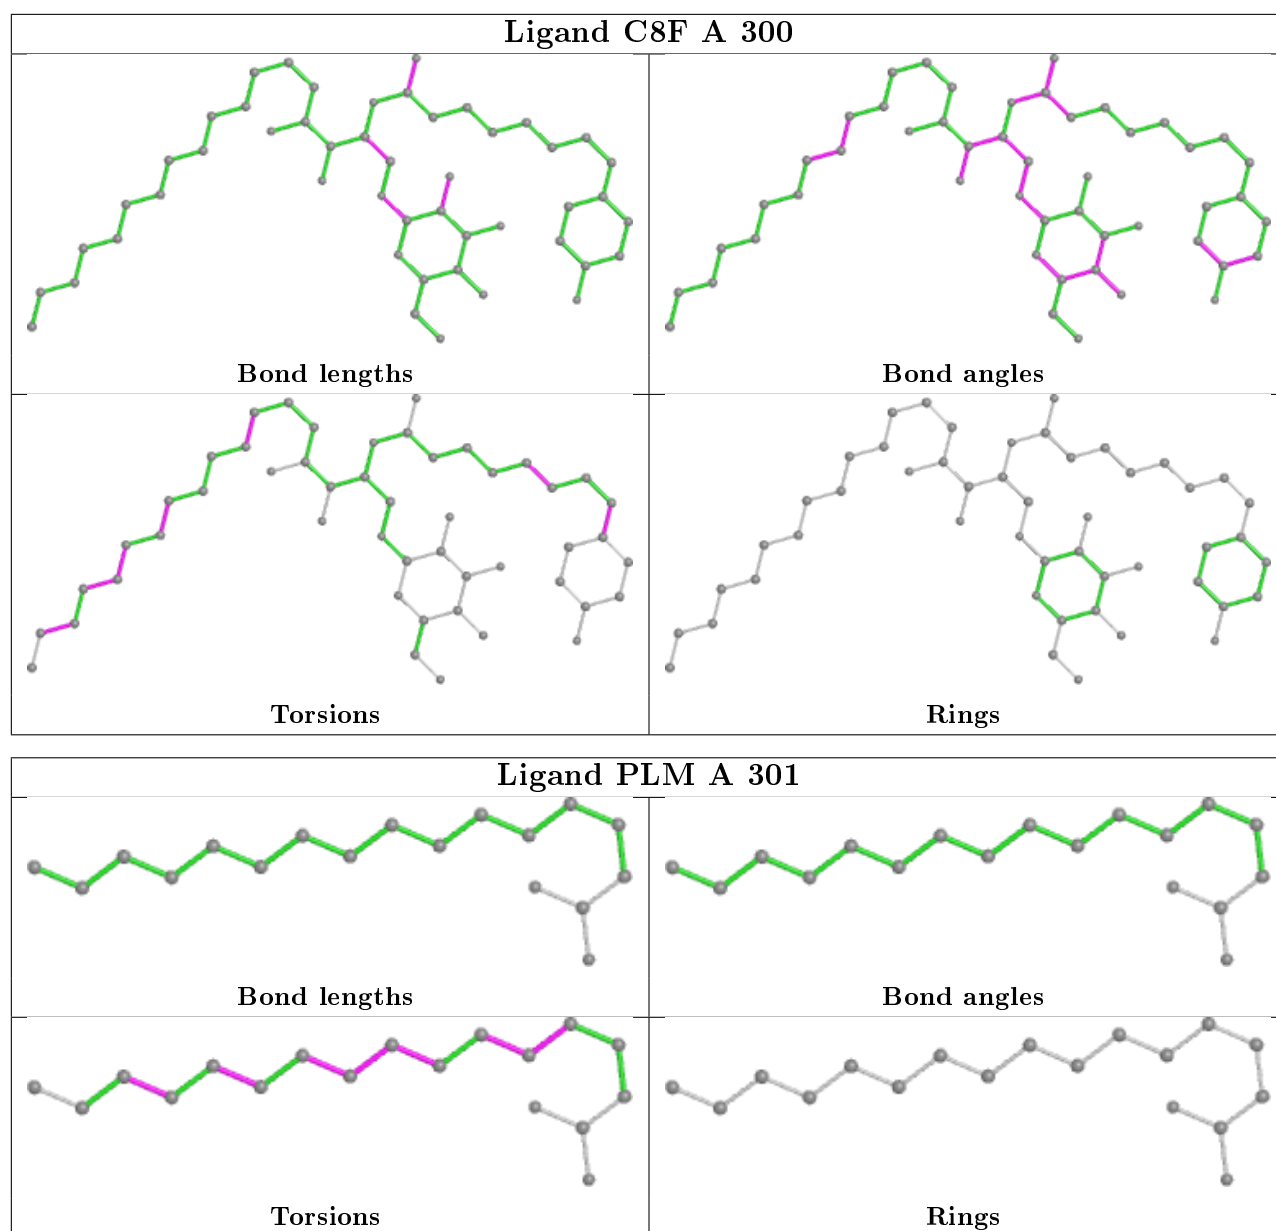 Ligand C8F A 300
Bond lengths
Bond angles
Torsions
Rings
Ligand PLM A 301
Bond lengths
Bond angles
Torsions
Rings